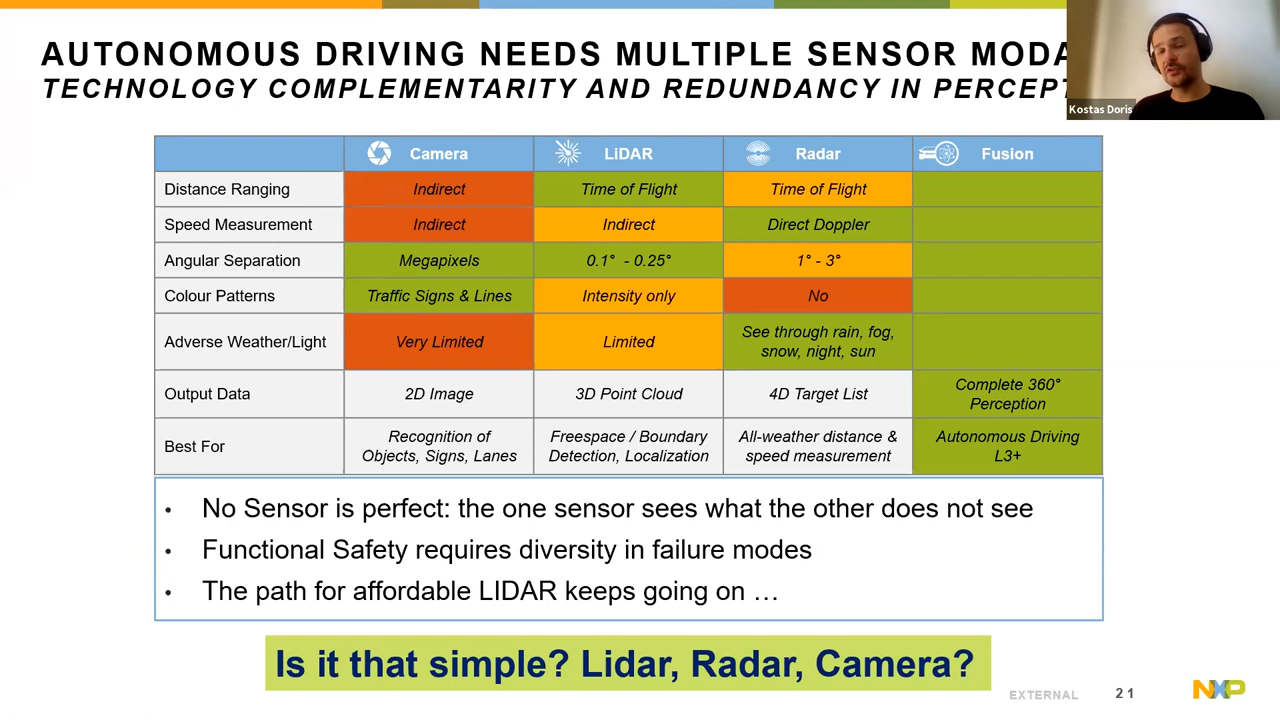 AUTONOMOUS DRIVING NEEDS MULTIPLE SENSOR MODA
TECHNOLOGY COMPLEMENTARITY AND REDUNDANCY IN PERCEPT
Kostas Doris
Camera LiDAR Radar Fusion
Distance Ranging Indirect Time of Flight Time of Flight
Speed Measurement Indirect Indirect Direct Doppler
Angular Separation Megapixels 0.1° - 0.25° 1° - 3°
Colour Patterns Traffic Signs & Lines Intensity only No
Adverse Weather/Light Very Limited Limited See through rain, fog,
snow, night, sun
Output Data 2D Image 3D Point Cloud 4D Target List Complete 360°
Perception
Best For Recognition of
Objects, Signs, Lanes
Freespace / Boundary
Detection, Localization
All-weather distance &
speed measurement
Autonomous Driving
L3+
• No Sensor is perfect: the one sensor sees what the other does not see
• Functional Safety requires diversity in failure modes
• The path for affordable LIDAR keeps going on …
Is it that simple? Lidar, Radar, Camera?
EXTERNAL 21
NXP